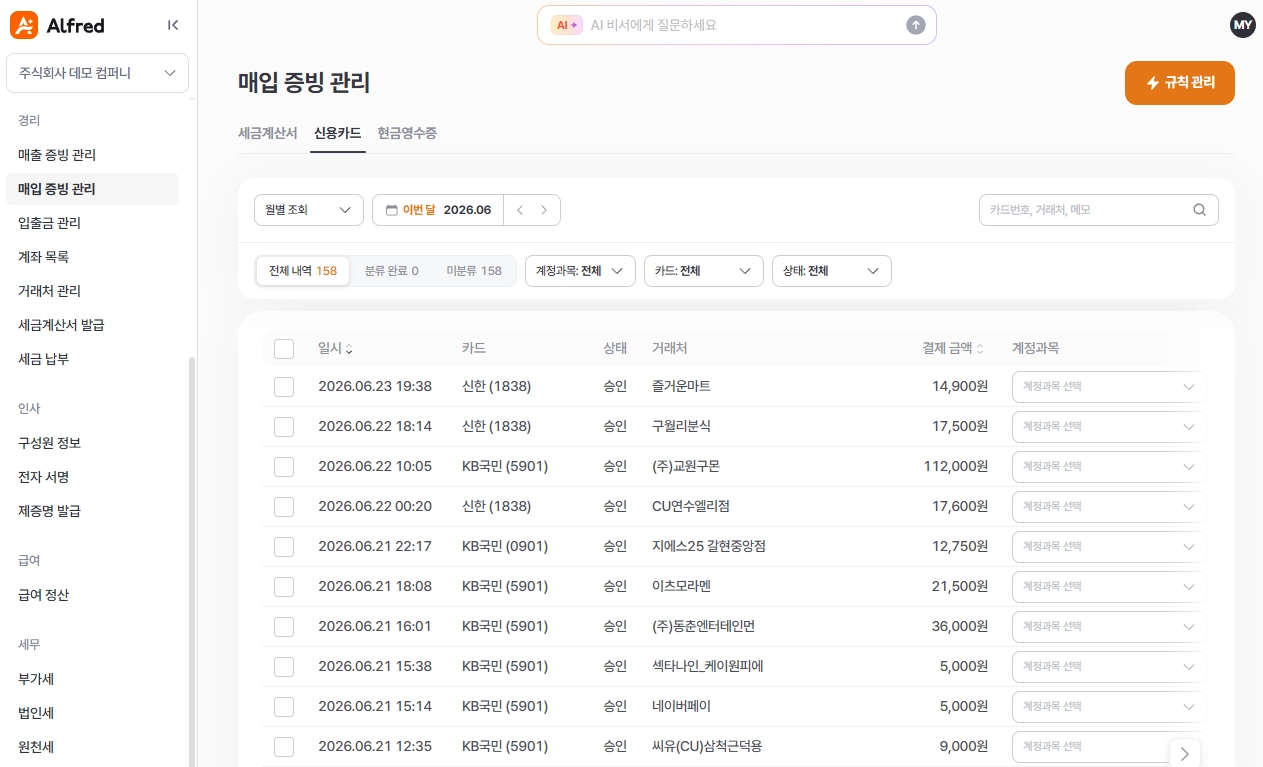 Alfred
주식회사 데모 컴퍼니
경리
매출 증빙 관리
매입 증빙 관리
입출금 관리
계좌 목록
거래처 관리
세금계산서 발급
세금 납부
인사
구성원 정보
전자 서명
제증명 발급
급여
급여 정산
세무
부가세
법인세
원천세
AI AI 비서에게 질문하세요
MY
매입 증빙 관리
규칙 관리
세금계산서 신용카드 현금영수증
월별 조회 이번 달 2026.06 카드번호, 거래처, 메모
전체 내역 158 분류 완료 0 미분류 158 계정과목: 전체 카드: 전체 상태: 전체
일시 카드 상태 거래처 결제 금액 계정과목
2026.06.23 19:38 신한 (1838) 승인 즐거운마트 14,900원 계정과목 선택
2026.06.22 18:14 신한 (1838) 승인 구월리분식 17,500원 계정과목 선택
2026.06.22 10:05 KB국민 (5901) 승인 (주)교원구몬 112,000원 계정과목 선택
2026.06.22 00:20 신한 (1838) 승인 CU연수엘리점 17,600원 계정과목 선택
2026.06.21 22:17 KB국민 (0901) 승인 지에스25 갈현중앙점 12,750원 계정과목 선택
2026.06.21 18:08 KB국민 (5901) 승인 이츠모라멘 21,500원 계정과목 선택
2026.06.21 16:01 KB국민 (5901) 승인 (주)동춘엔터테인먼 36,000원 계정과목 선택
2026.06.21 15:38 KB국민 (5901) 승인 섹타나인_케이원피에 5,000원 계정과목 선택
2026.06.21 15:14 KB국민 (5901) 승인 네이버페이 5,000원 계정과목 선택
2026.06.21 12:35 KB국민 (5901) 승인 씨유(CU)삼척근덕용 9,000원 계정과목 선택